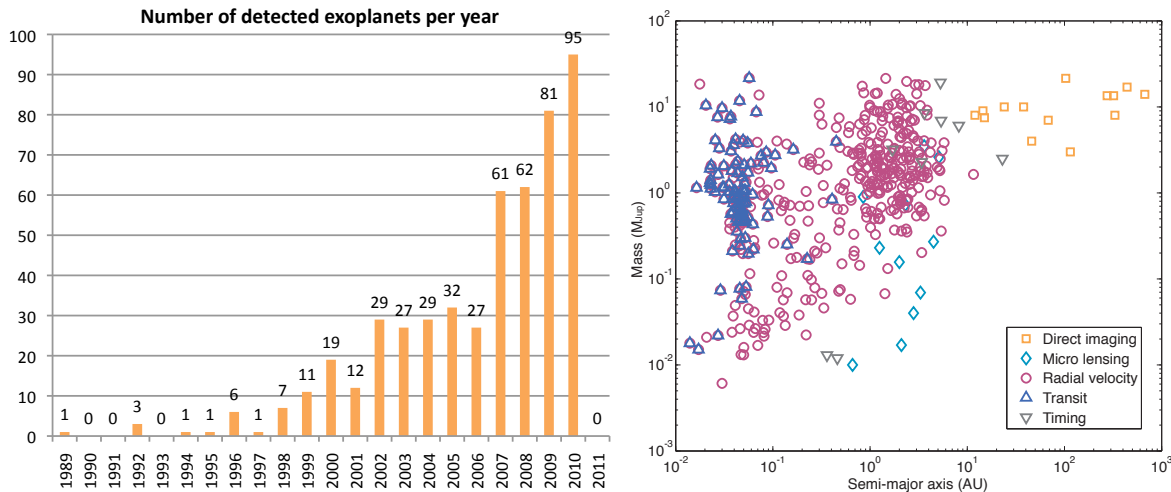 Number of detected exoplanets per year
100
90
80
70
60
50
40
30
20
10
0
1 0 0 3 0 1 1 6 1 7 11 19 12 29 27 29 32 27 61 62 81 95 0
1989 1990 1991 1992 1993 1994 1995 1996 1997 1998 1999 2000 2001 2002 2003 2004 2005 2006 2007 2008 2009 2010 2011
Mass (M_Jup)
10^2
10^1
10^0
10^-1
10^-2
10^-3
Direct imaging
Micro lensing
Radial velocity
Transit
Timing
10^-2 10^-1 10^0 10^1 10^2 10^3
Semi-major axis (AU)